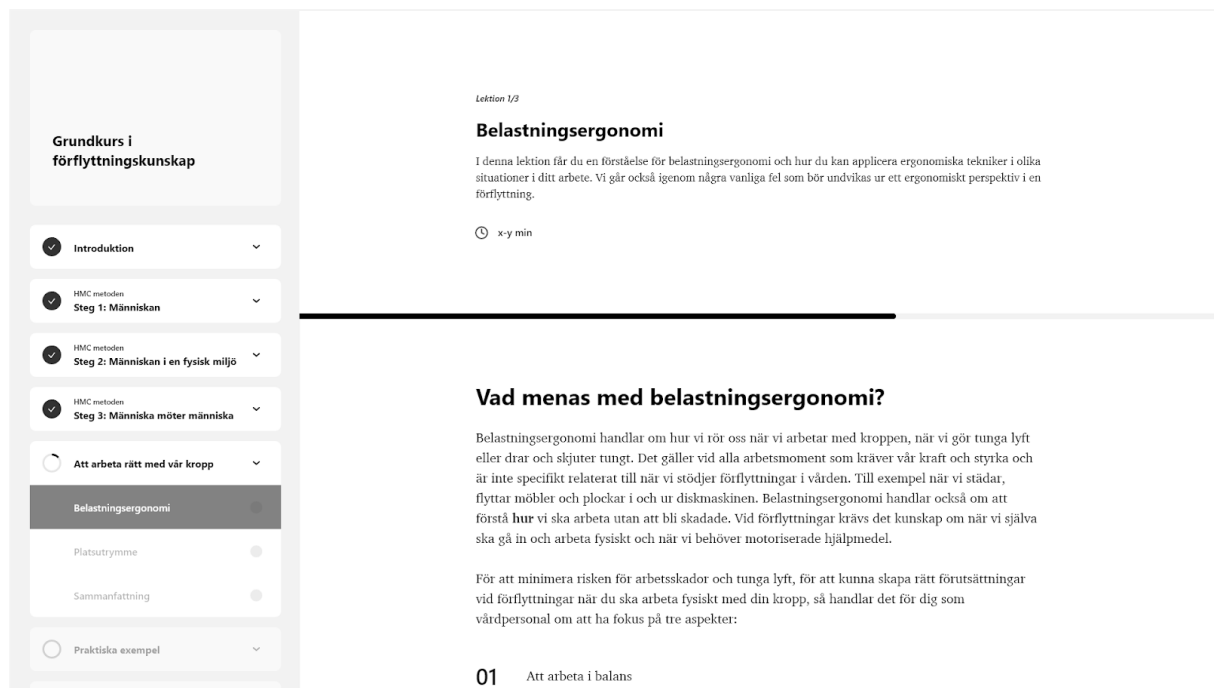 Grundkurs i
förflyttningskunskap
Introduktion
HMC metoden
Steg 1: Människan
HMC metoden
Steg 2: Människan i en fysisk miljö
HMC metoden
Steg 3: Människa möter människa
Att arbeta rätt med vår kropp
Belastningsergonomi
Platsutrymme
Sammanfattning
Praktiska exempel
Lektion 1/3
Belastningsergonomi
I denna lektion får du en förståelse för belastningsergonomi och hur du kan applicera ergonomiska tekniker i olika
situationer i ditt arbete. Vi går också igenom några vanliga fel som bör undvikas ur ett ergonomiskt perspektiv i en
förflyttning.
x-y min
Vad menas med belastningsergonomi?
Belastningsergonomi handlar om hur vi rör oss när vi arbetar med kroppen, när vi gör tunga lyft
eller drar och skjuter tungt. Det gäller vid alla arbetsmoment som kräver vår kraft och styrka och
är inte specifikt relaterat till när vi stödjer förflyttningar i vården. Till exempel när vi städar,
flyttar möbler och plockar i och ur diskmaskinen. Belastningsergonomi handlar också om att
förstå hur vi ska arbeta utan att bli skadade. Vid förflyttningar krävs det kunskap om när vi själva
ska gå in och arbeta fysiskt och när vi behöver motoriserade hjälpmedel.
För att minimera risken för arbetsskador och tunga lyft, för att kunna skapa rätt förutsättningar
vid förflyttningar när du ska arbeta fysiskt med din kropp, så handlar det för dig som
vårdpersonal om att ha fokus på tre aspekter:
01 Att arbeta i balans